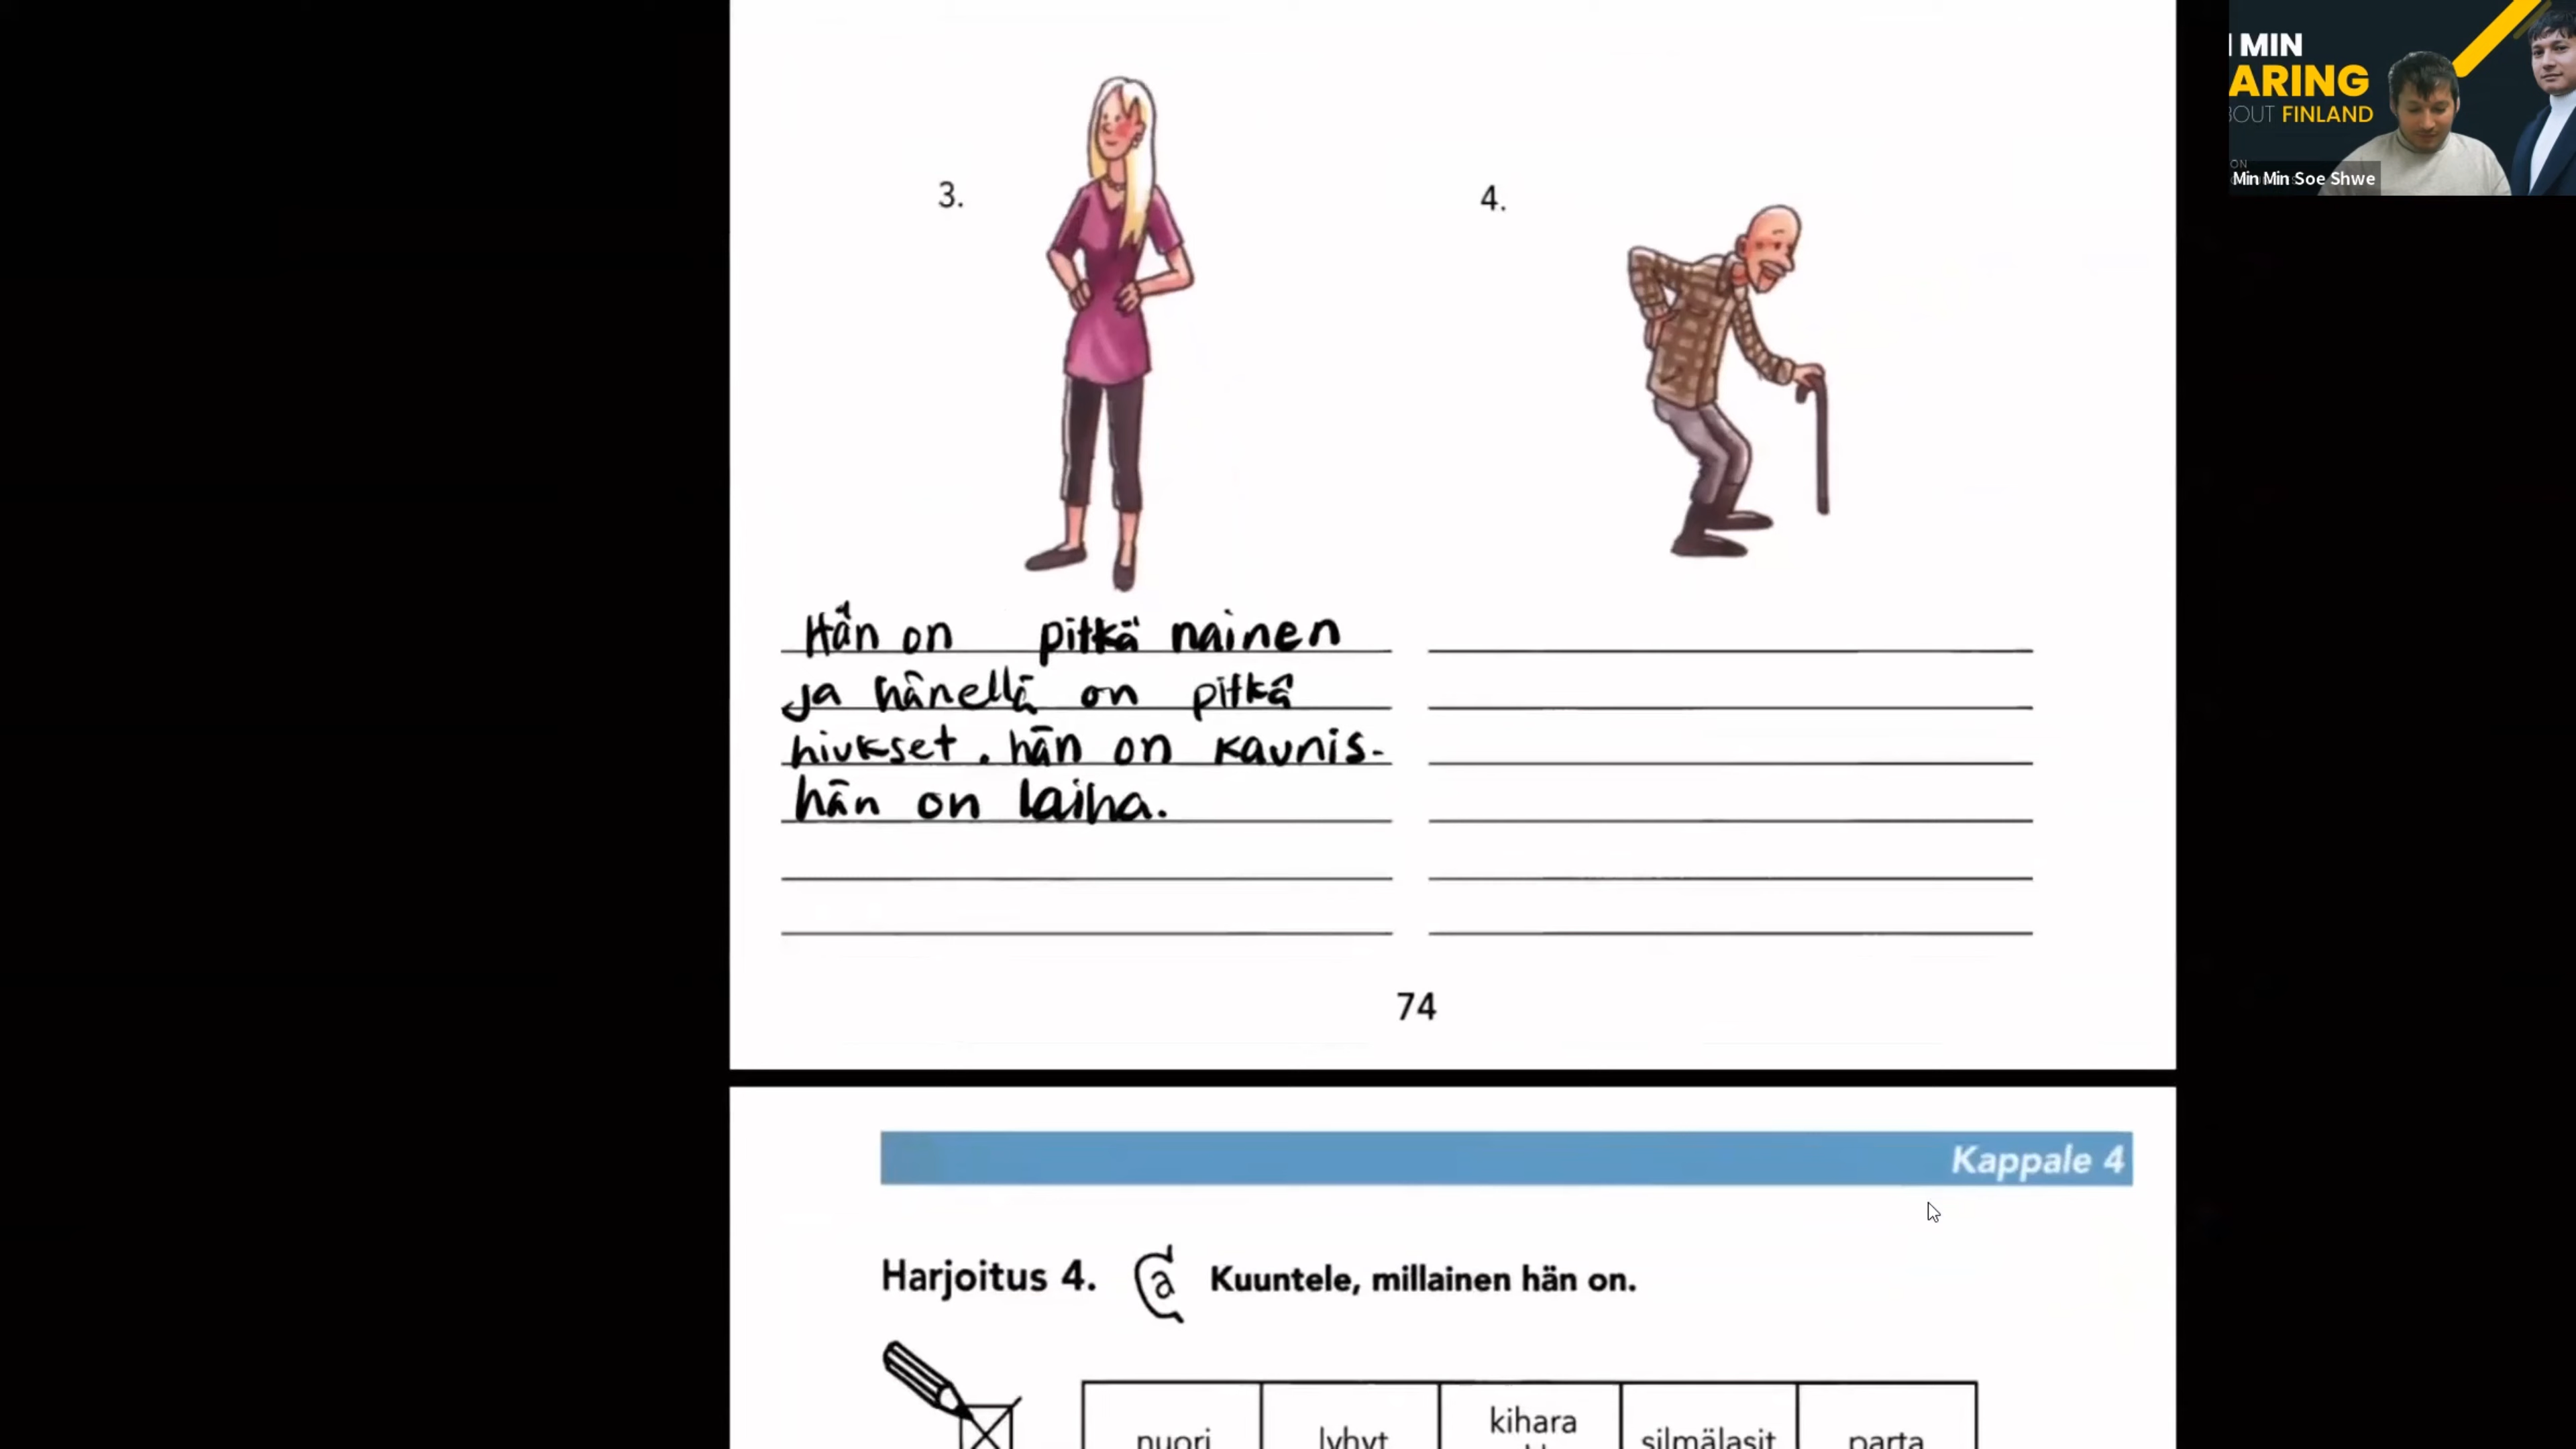 MIN
ARING
BOUT FINLAND
ON
Min Min Soe Shwe
3.
4.
Hän on pitkä nainen
ja hänellä on pitkä
hiukset. hän on kaunis-
hän on laiha.
74
Kappale 4
Harjoitus 4. a Kuuntele, millainen hän on.
nuori lyhyt kihara silmälasit parta